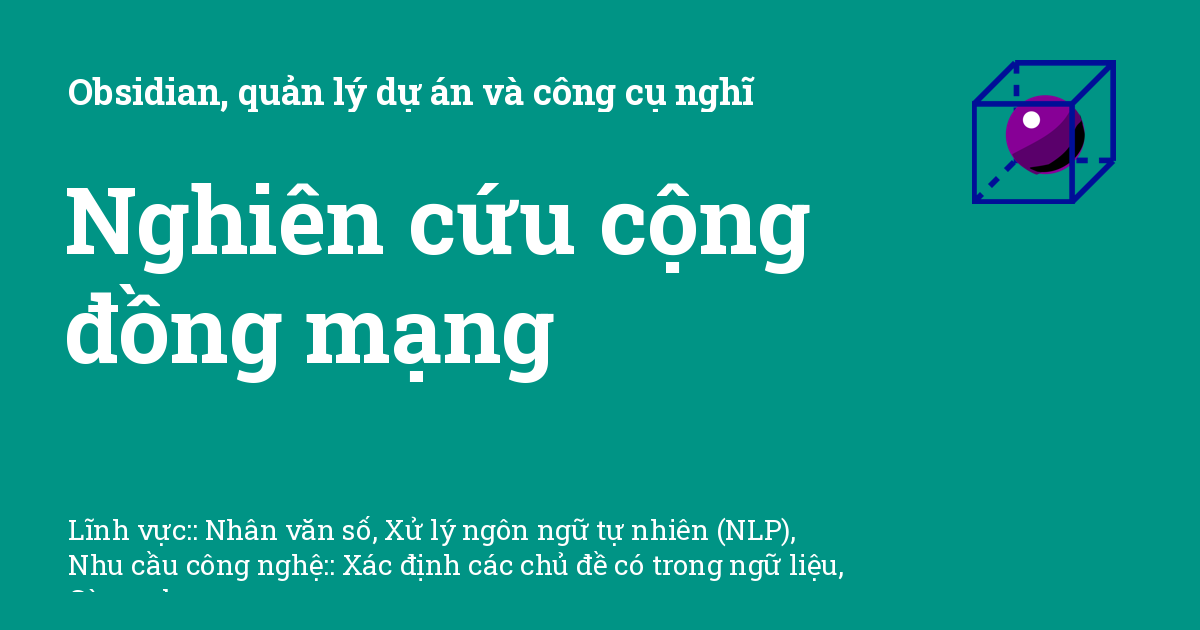 Obsidian, quản lý dự án và công cụ nghĩ
Nghiên cứu cộng
đồng mạng
Lĩnh vực:: Nhân văn số, Xử lý ngôn ngữ tự nhiên (NLP),
Nhu cầu công nghệ:: Xác định các chủ đề có trong ngữ liệu,